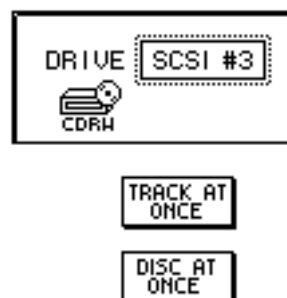 DRIVE SCSI #3
CDRW
TRACK AT
ONCE
DISC AT
ONCE